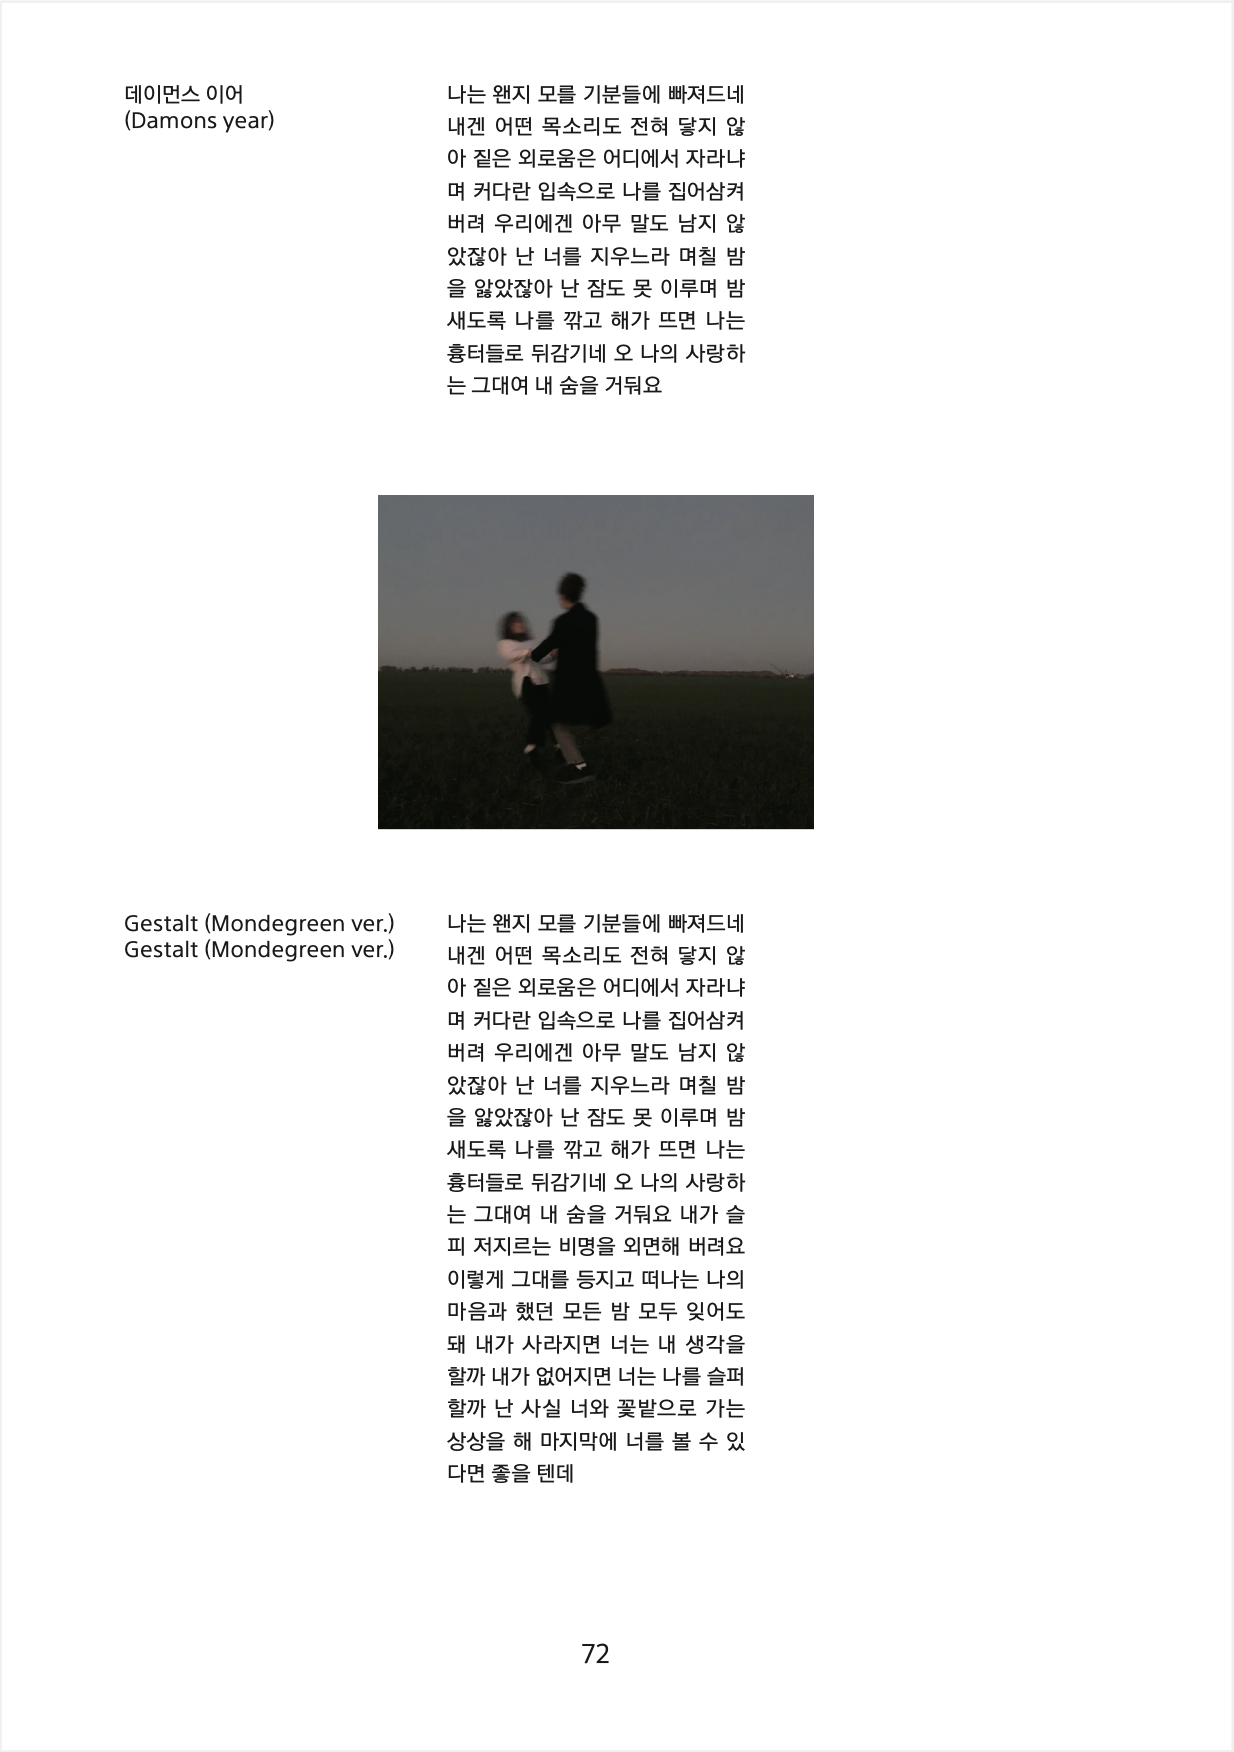 데이먼스 이어
(Damons year)
나는 왠지 모를 기분들에 빠져드네
내겐 어떤 목소리도 전혀 닿지 않
아 짙은 외로움은 어디에서 자라냐
며 커다란 입속으로 나를 집어삼켜
버려 우리에겐 아무 말도 남지 않
았잖아 난 너를 지우느라 며칠 밤
을 앓았잖아 난 잠도 못 이루며 밤
새도록 나를 깎고 해가 뜨면 나는
흉터들로 뒤감기네 오 나의 사랑하
는 그대여 내 숨을 거둬요
Gestalt (Mondegreen ver.)
Gestalt (Mondegreen ver.)
나는 왠지 모를 기분들에 빠져드네
내겐 어떤 목소리도 전혀 닿지 않
아 짙은 외로움은 어디에서 자라냐
며 커다란 입속으로 나를 집어삼켜
버려 우리에겐 아무 말도 남지 않
았잖아 난 너를 지우느라 며칠 밤
을 앓았잖아 난 잠도 못 이루며 밤
새도록 나를 깎고 해가 뜨면 나는
흉터들로 뒤감기네 오 나의 사랑하
는 그대여 내 숨을 거둬요 내가 슬
피 저지르는 비명을 외면해 버려요
이렇게 그대를 등지고 떠나는 나의
마음과 했던 모든 밤 모두 잊어도
돼 내가 사라지면 너는 내 생각을
할까 내가 없어지면 너는 나를 슬퍼
할까 난 사실 너와 꽃밭으로 가는
상상을 해 마지막에 너를 볼 수 있
다면 좋을 텐데
72